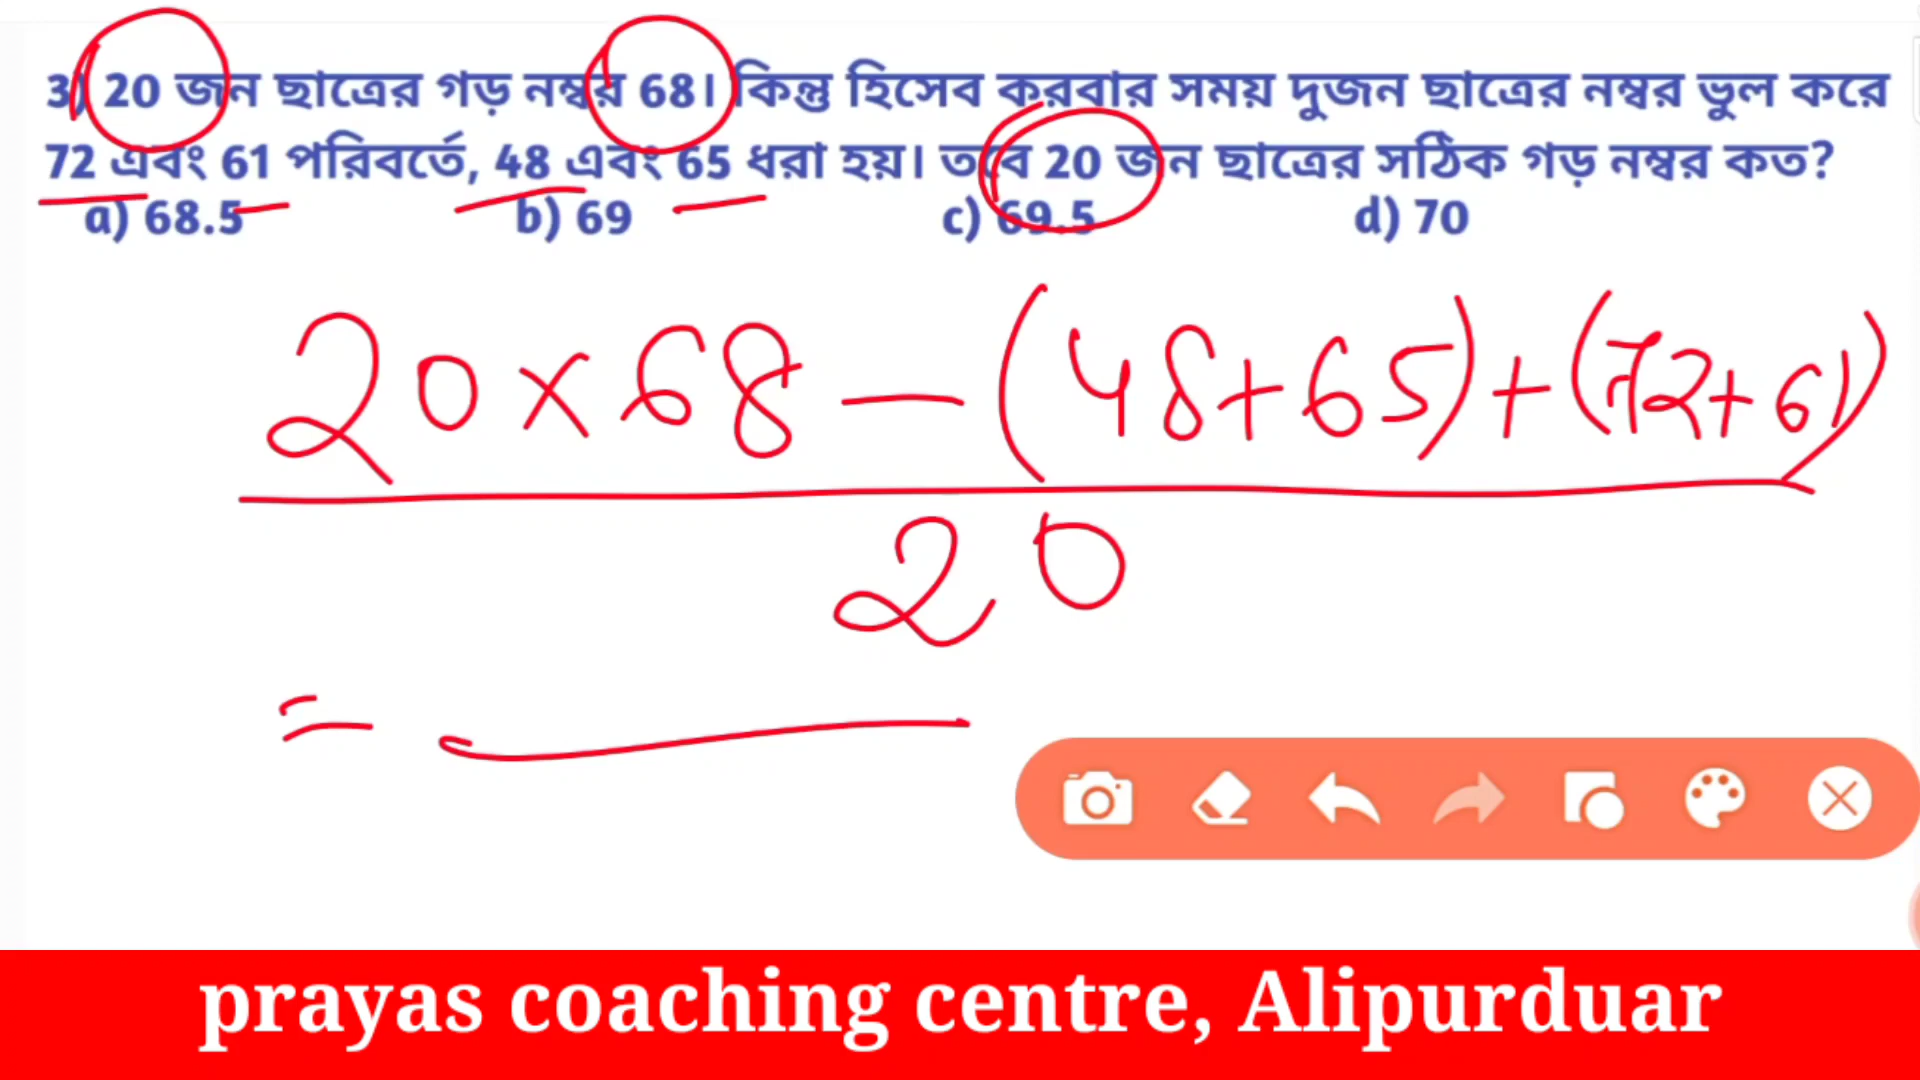 3) 20 জন ছাত্রের গড় নম্বর 68। কিন্তু হিসেব করবার সময় দুজন ছাত্রের নম্বর ভুল করে
72 এবং 61 পরিবর্তে, 48 এবং 65 ধরা হয়। তবে 20 জন ছাত্রের সঠিক গড় নম্বর কত?
a) 68.5 b) 69 c) 69.5 d) 70
20 × 68 — (48+65) + (72+61)
20
=
prayas coaching centre, Alipurduar